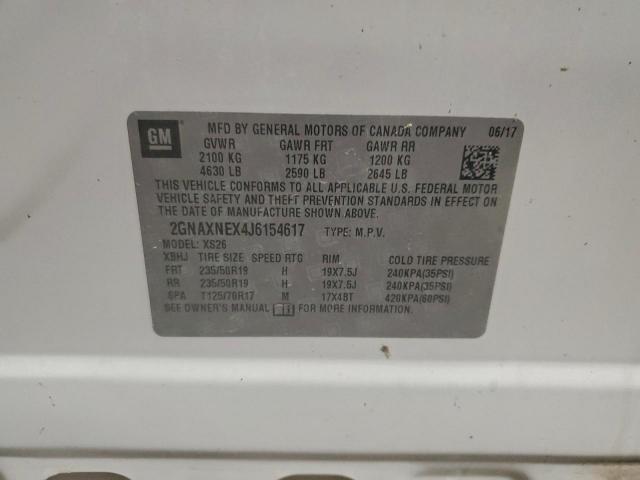 GM
MFD BY GENERAL MOTORS OF CANADA COMPANY 06/17
GVWR GAWR FRT GAWR RR
2100 KG 1175 KG 1200 KG
4630 LB 2590 LB 2645 LB
THIS VEHICLE CONFORMS TO ALL APPLICABLE U.S. FEDERAL MOTOR
VEHICLE SAFETY AND THEFT PREVENTION STANDARDS IN EFFECT ON THE
DATE OF MANUFACTURE SHOWN ABOVE.
2GNAXNEX4J6154617 TYPE: M.P.V.
MODEL: XS26
XBHJ TIRE SIZE SPEED RTG RIM COLD TIRE PRESSURE
FRT 235/50R19 H 19X7.5J 240KPA(35PSI)
RR 235/50R19 H 19X7.5J 240KPA(35PSI)
SPA T125/70R17 M 17X4BT 420KPA(60PSI)
SEE OWNER'S MANUAL FOR MORE INFORMATION.